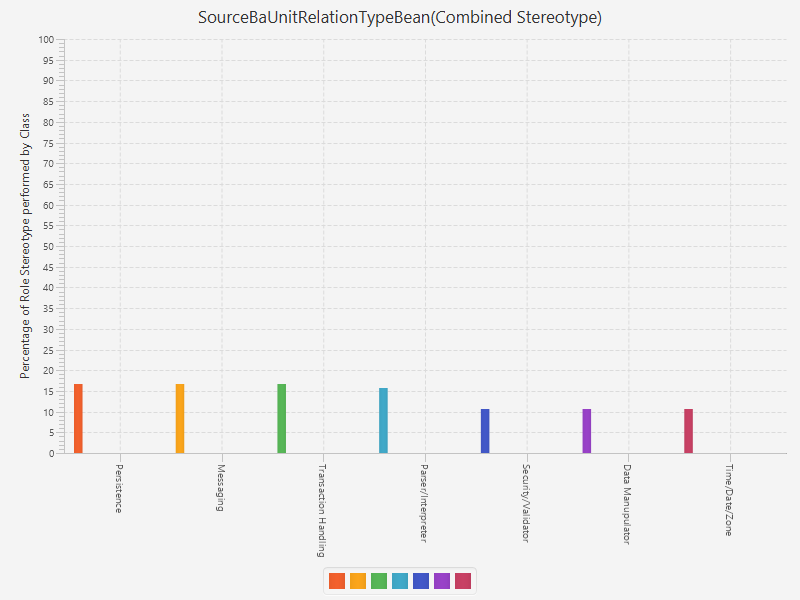 SourceBaUnitRelationTypeBean(Combined Stereotype)
Percentage of Role Stereotype performed by Class
100
95
90
85
80
75
70
65
60
55
50
45
40
35
30
25
20
15
10
5
0
Persistence
Messaging
Transaction Handling
Parser/Interpreter
Security/Validator
Data Manupulator
Time/Date/Zone